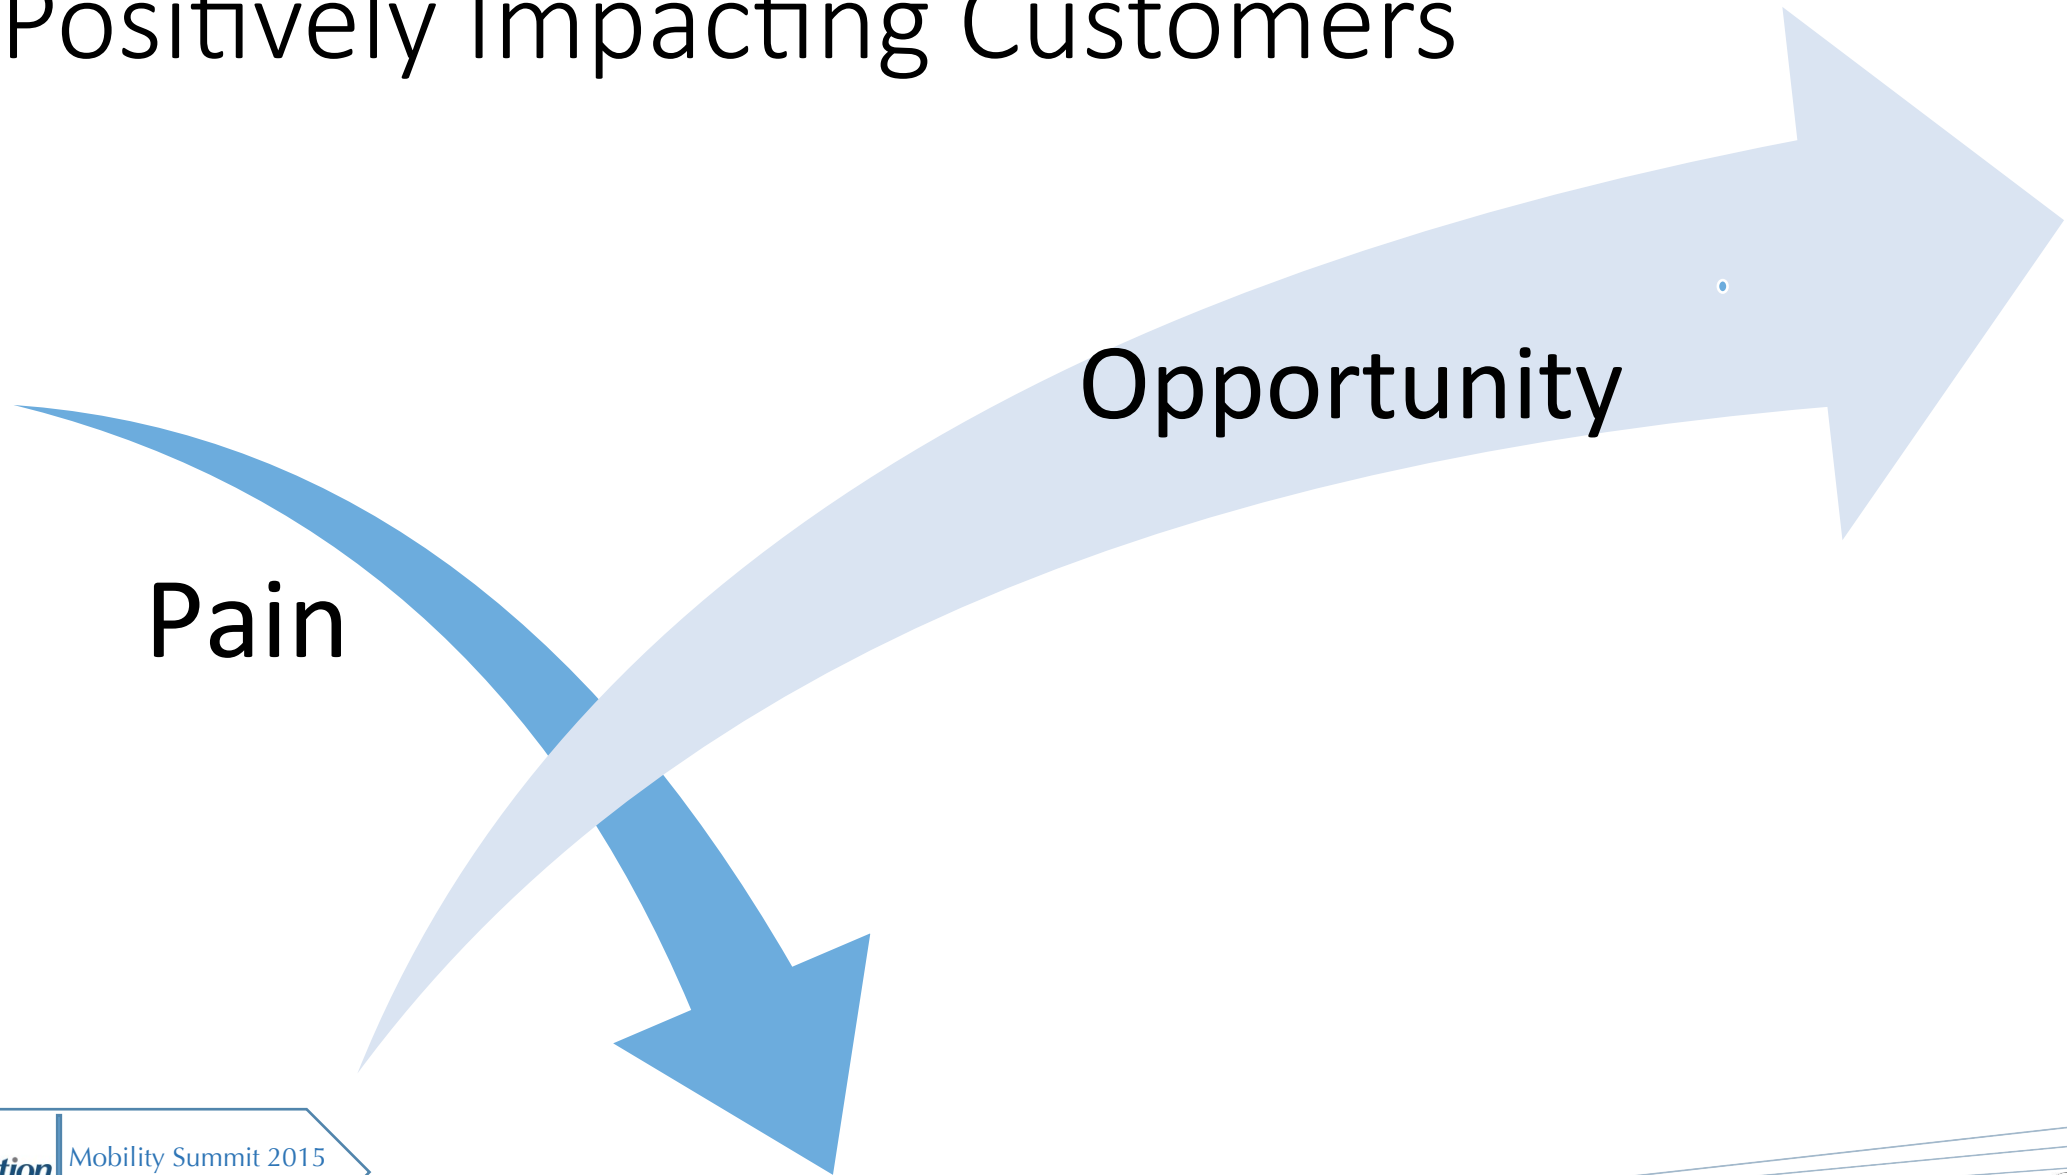 Positively Impacting Customers
Opportunity
Pain
Mobility Summit 2015